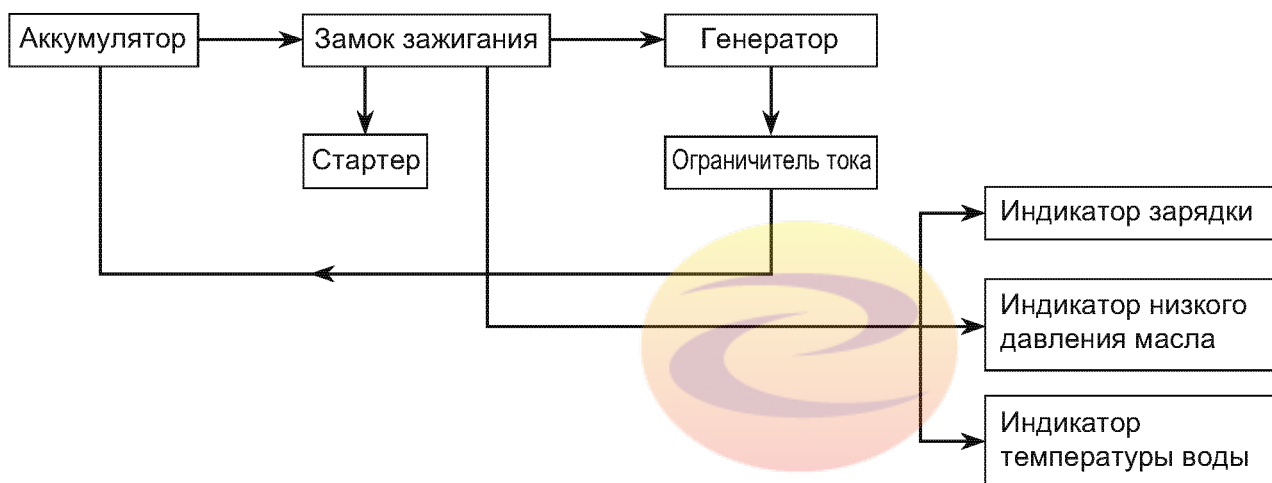 Аккумулятор
Замок зажигания
Генератор
Стартер
Ограничитель тока
Индикатор зарядки
Индикатор низкого
давления масла
Индикатор
температуры воды